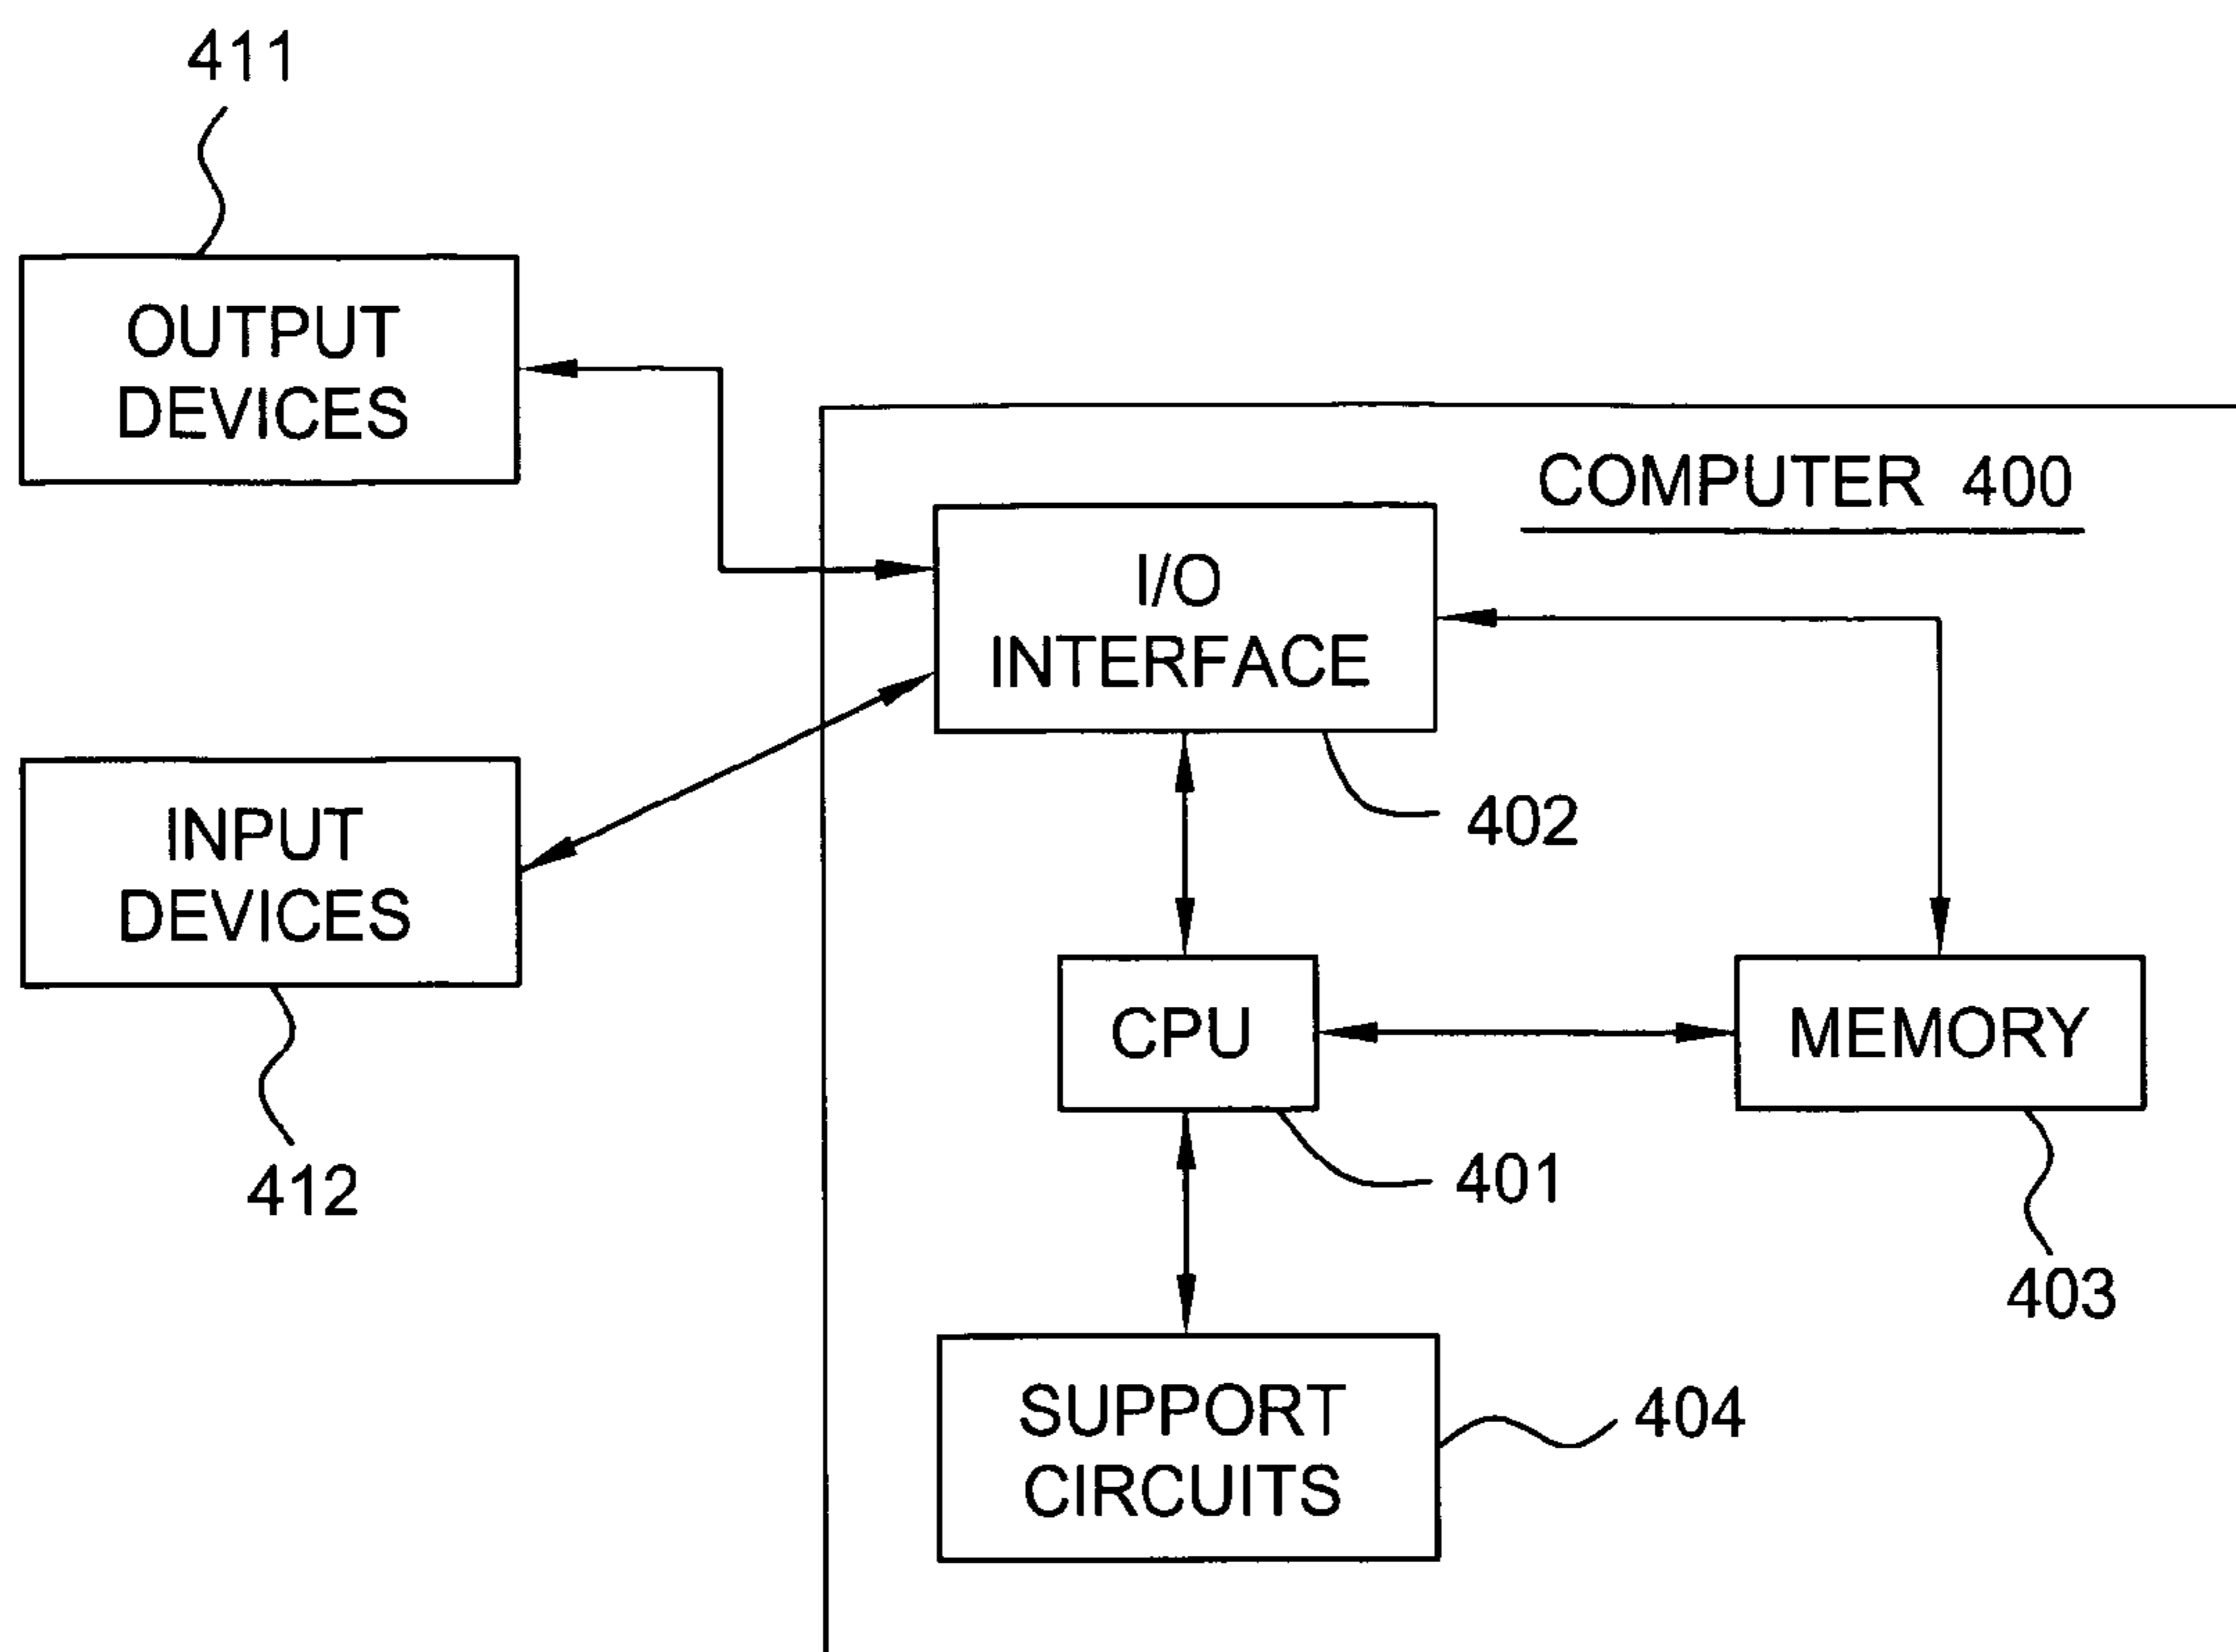 411
OUTPUT
DEVICES
COMPUTER 400
I/O
INTERFACE
402
INPUT
DEVICES
412
CPU
401
MEMORY
403
SUPPORT
CIRCUITS
404